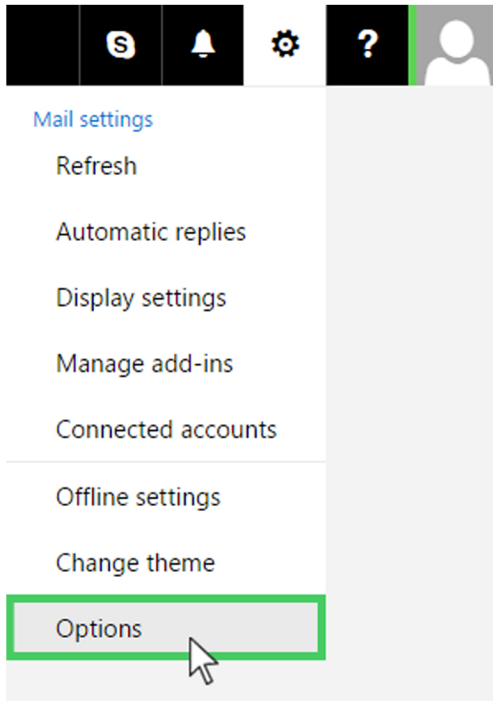 ?
Mail settings
Refresh
Automatic replies
Display settings
Manage add-ins
Connected accounts
Offline settings
Change theme
Options